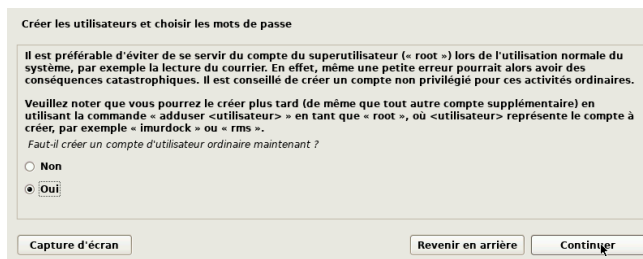 Créer les utilisateurs et choisir les mots de passe
Il est préférable d'éviter de se servir du compte du superutilisateur (« root ») lors de l'utilisation normale du
système, par exemple la lecture du courrier. En effet, même une petite erreur pourrait alors avoir des
conséquences catastrophiques. Il est conseillé de créer un compte non privilégié pour ces activités ordinaires.
Veuillez noter que vous pourrez le créer plus tard (de même que tout autre compte supplémentaire) en
utilisant la commande « adduser <utilisateur> » en tant que « root », où <utilisateur> représente le compte à
créer, par exemple « imurdock » ou « rms ».
Faut-il créer un compte d'utilisateur ordinaire maintenant ?
Non
Oui
Capture d'écran
Revenir en arrière
Continuer